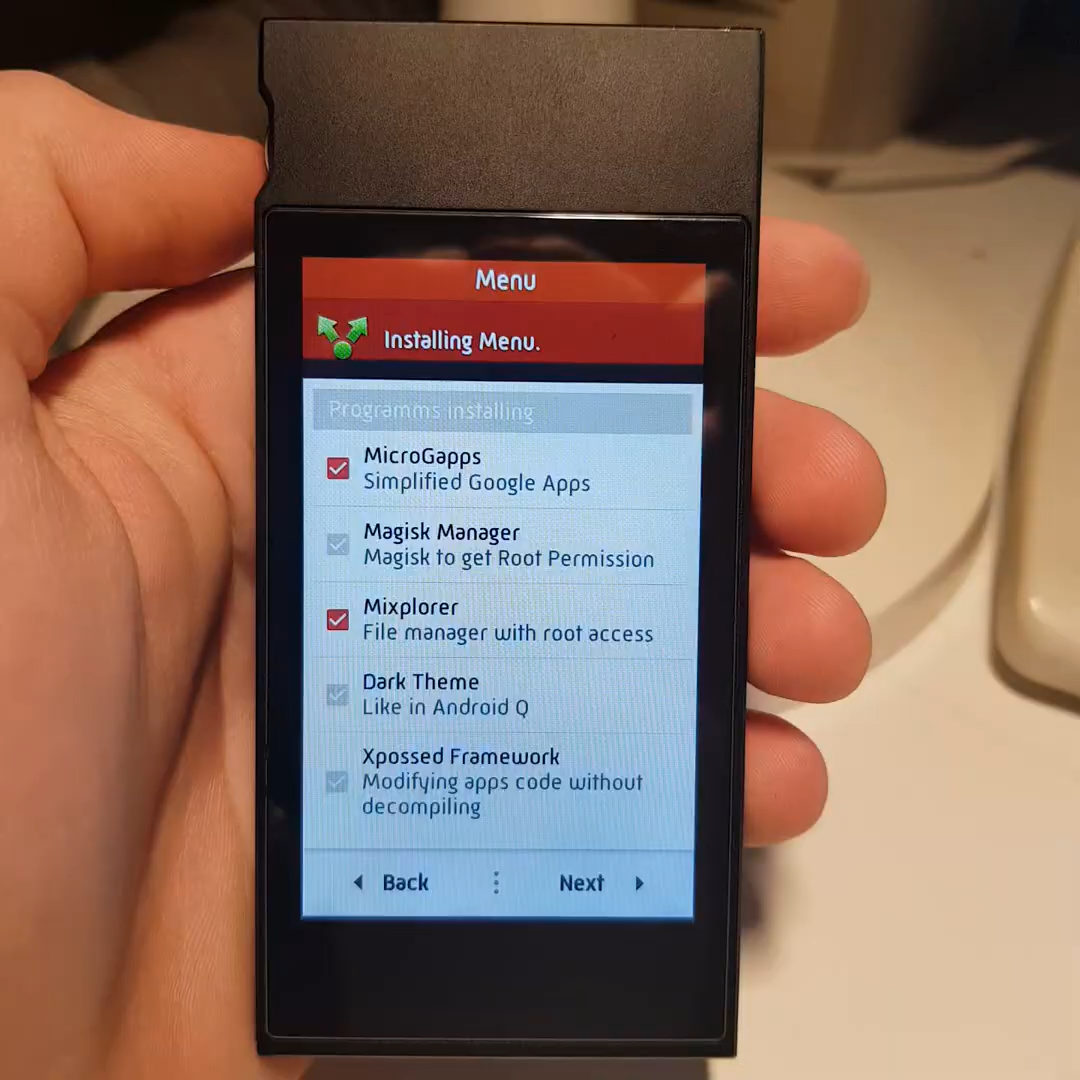 Menu
Installing Menu.
Programms installing
MicroGapps
Simplified Google Apps
Magisk Manager
Magisk to get Root Permission
Mixplorer
File manager with root access
Dark Theme
Like in Android Q
Xpossed Framework
Modifying apps code without
decompiling
Back
Next